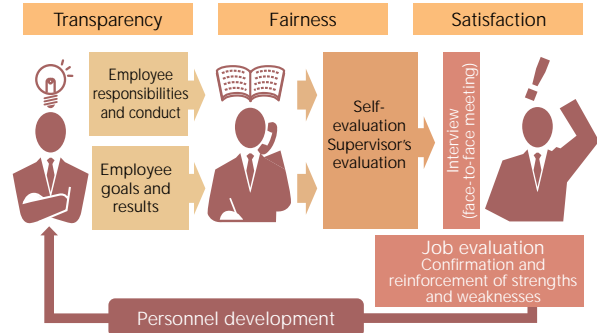 Transparency
Fairness
Satisfaction
Employee
responsibilities
and conduct
Employee
goals and
results
Self-
evaluation
Supervisor's
evaluation
Interview
(face-to-face meeting)
Job evaluation
Confirmation and
reinforcement of strengths
and weaknesses
Personnel development